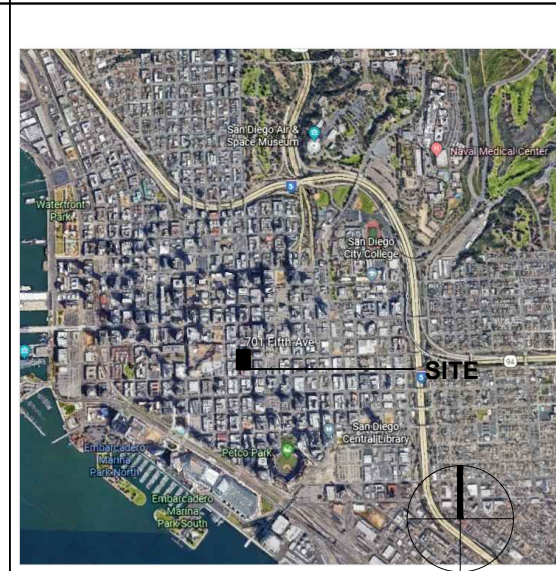 San Diego Air &
Space Museum
Naval Medical Center
5
Waterfront
Park
San Diego
City College
701 Fifth Ave
SITE
94
5
San Diego
Central Library
Petco Park
Embarcadero
Marina
Park North
Embarcadero
Marina
Park South